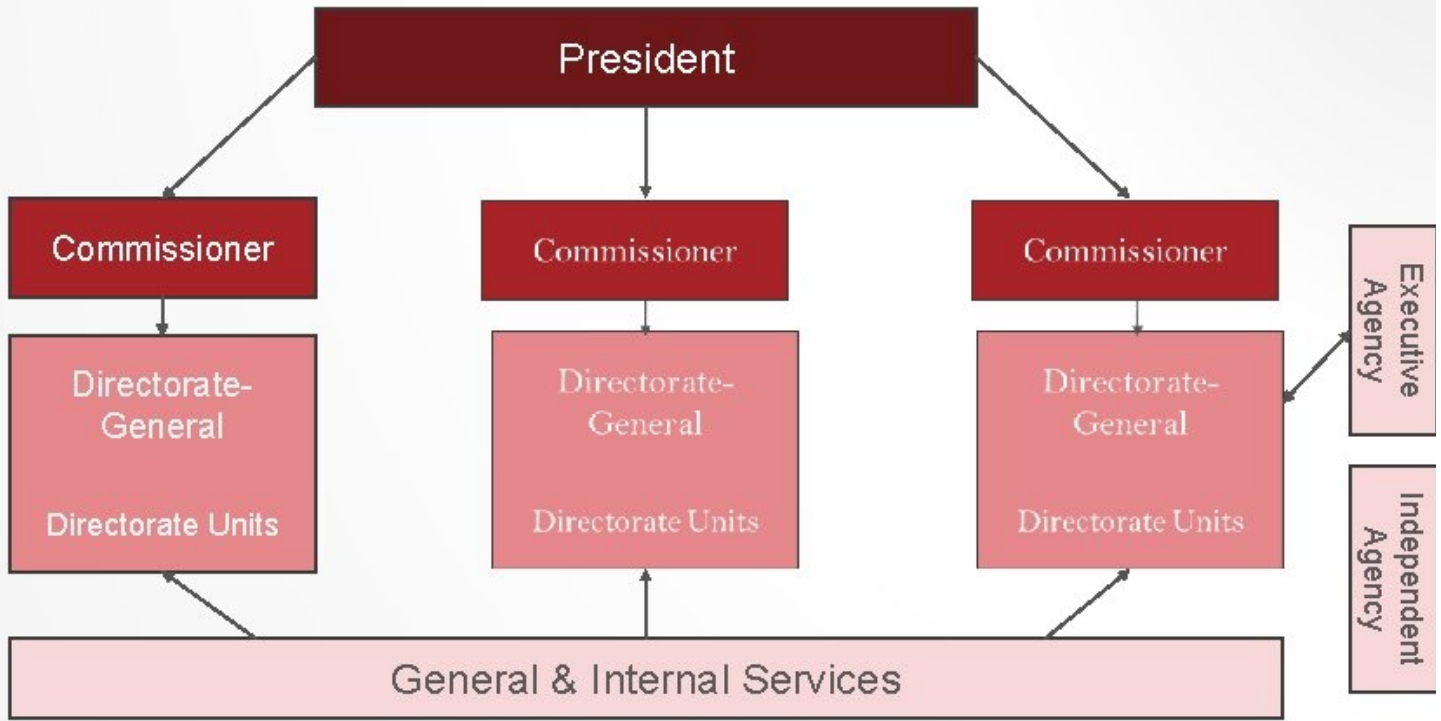 President
Commissioner
Commissioner
Commissioner
Directorate-
General
Directorate Units
Directorate-
General
Directorate Units
Directorate-
General
Directorate Units
Executive
Agency
Independent
Agency
General & Internal Services